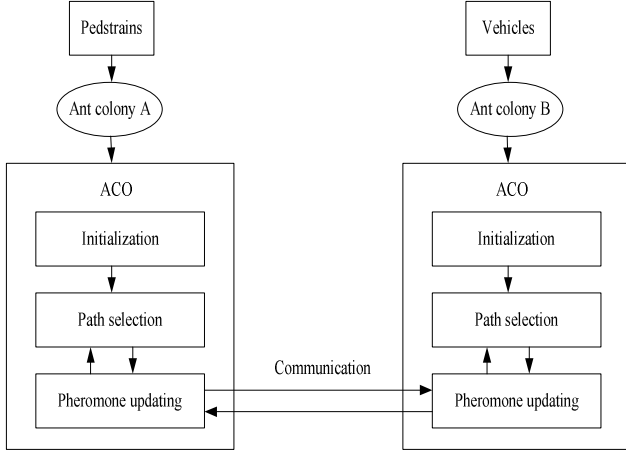 Pedstrains
Vehicles
Ant colony A
Ant colony B
ACO
ACO
Initialization
Initialization
Path selection
Path selection
Communication
Pheromone updating
Pheromone updating